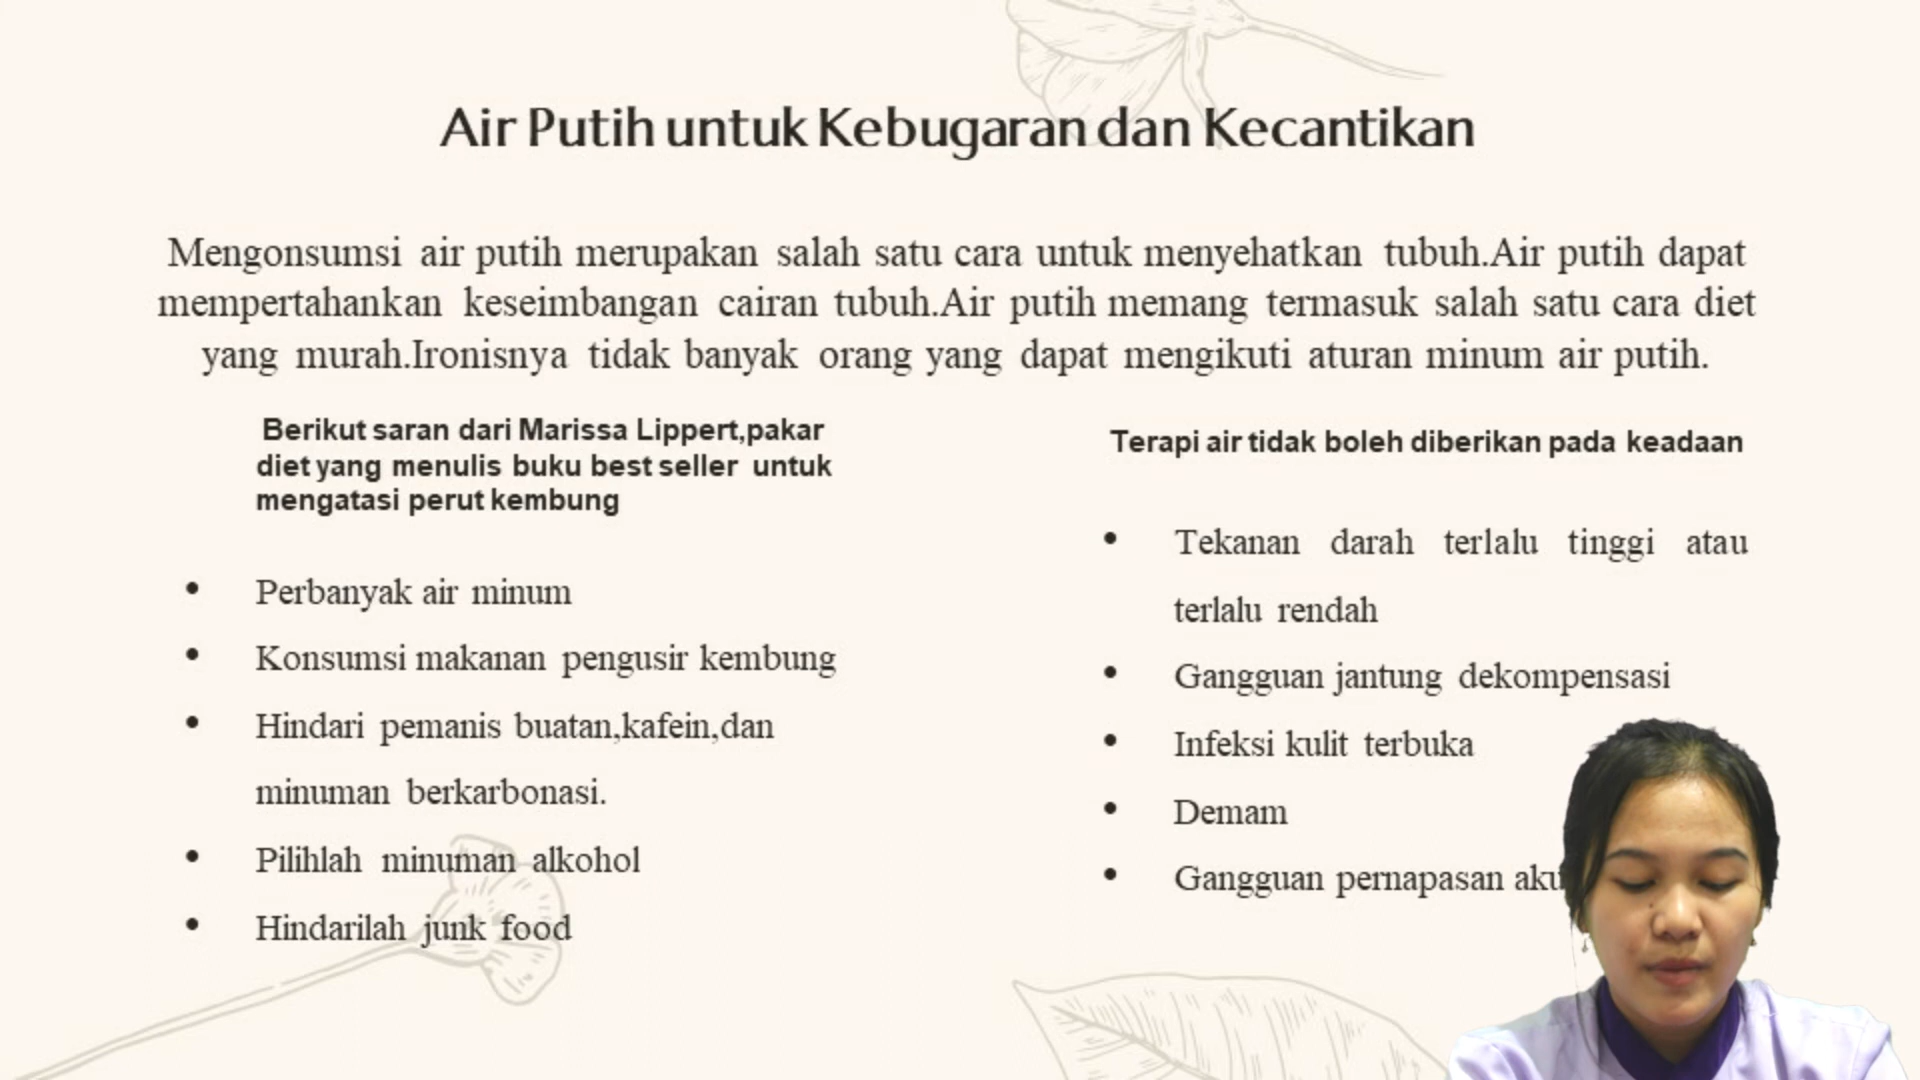 Air Putih untuk Kebugaran dan Kecantikan
Mengonsumsi air putih merupakan salah satu cara untuk menyehatkan tubuh.Air putih dapat
mempertahankan keseimbangan cairan tubuh.Air putih memang termasuk salah satu cara diet
yang murah.Ironisnya tidak banyak orang yang dapat mengikuti aturan minum air putih.
Berikut saran dari Marissa Lippert,pakar
diet yang menulis buku best seller untuk
mengatasi perut kembung
• Perbanyak air minum
• Konsumsi makanan pengusir kembung
• Hindari pemanis buatan,kafein,dan
minuman berkarbonasi.
• Pilihlah minuman alkohol
• Hindarilah junk food
Terapi air tidak boleh diberikan pada keadaan
• Tekanan darah terlalu tinggi atau
terlalu rendah
• Gangguan jantung dekompensasi
• Infeksi kulit terbuka
• Demam
• Gangguan pernapasan